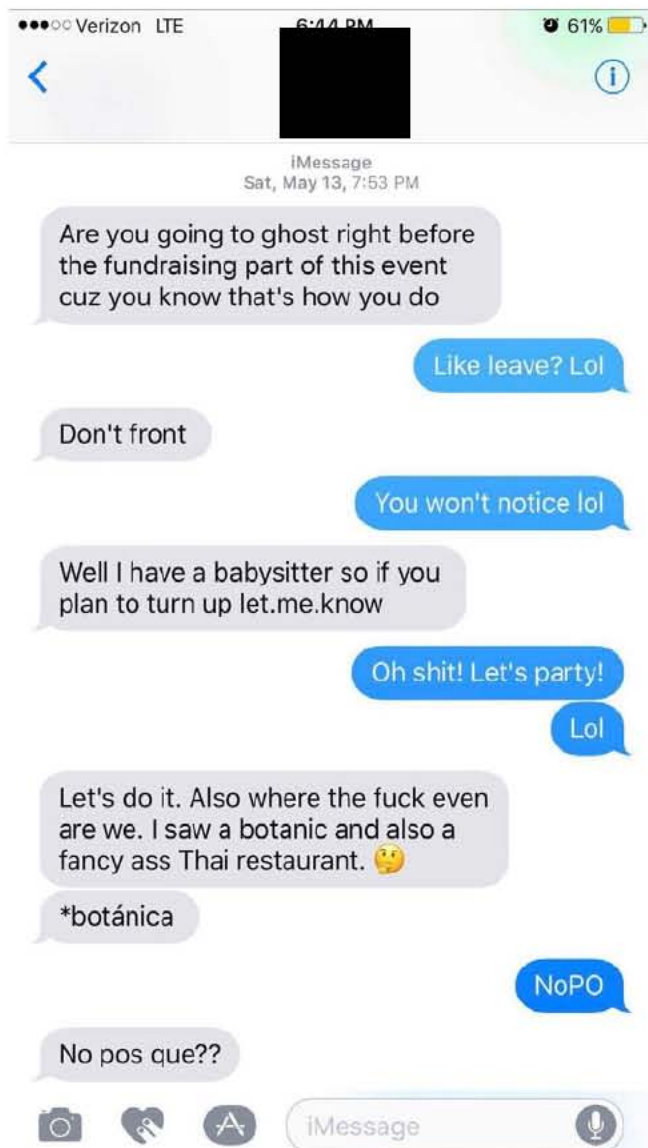 Verizon LTE 6:44 PM 61%
iMessage
Sat, May 13, 7:53 PM
Are you going to ghost right before
the fundraising part of this event
cuz you know that's how you do
Like leave? Lol
Don't front
You won't notice lol
Well I have a babysitter so if you
plan to turn up let.me.know
Oh shit! Let's party!
Lol
Let's do it. Also where the fuck even
are we. I saw a botanic and also a
fancy ass Thai restaurant. 🤔
*botánica
NoPO
No pos que??
iMessage